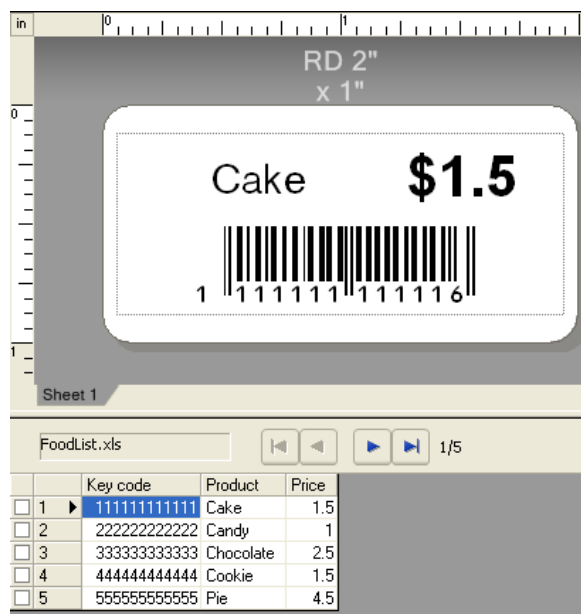 in 0 1
RD 2"
x 1"
0
Cake $1.5
1 111111 111116
1
Sheet 1
FoodList.xls 1/5
Key code Product Price
1 111111111111 Cake 1.5
2 222222222222 Candy 1
3 333333333333 Chocolate 2.5
4 444444444444 Cookie 1.5
5 555555555555 Pie 4.5